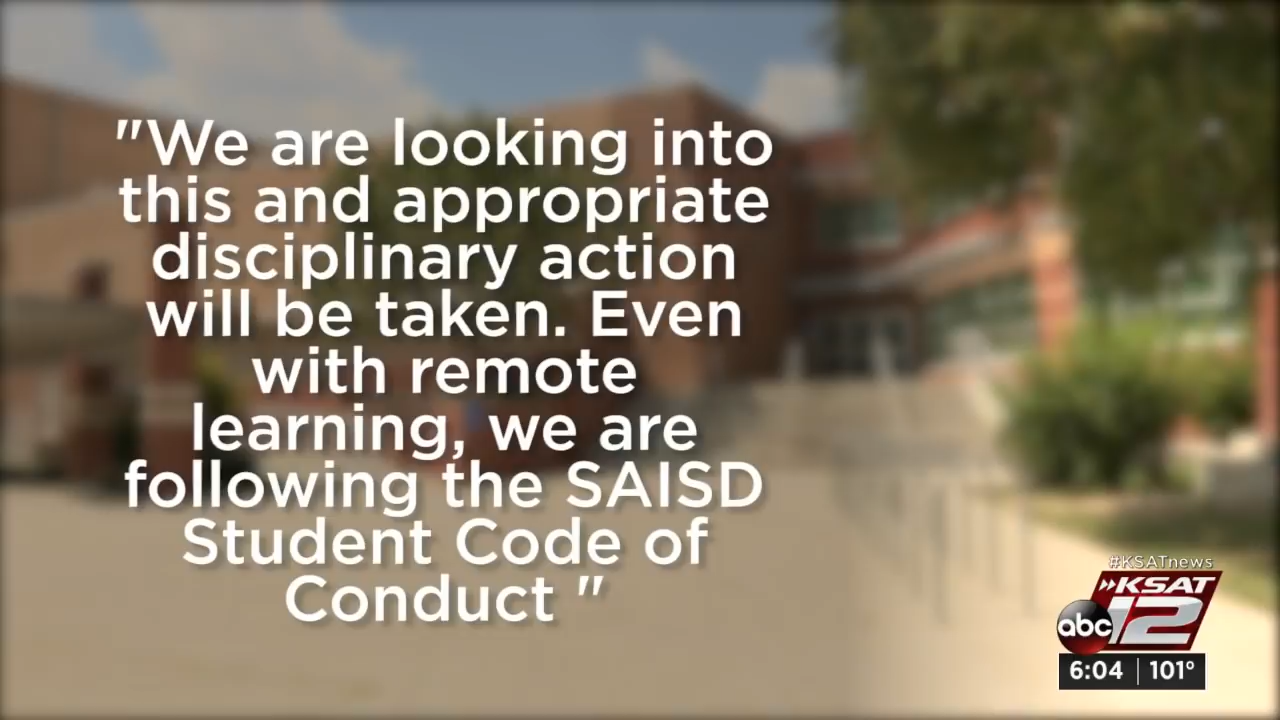 "We are looking into
this and appropriate
disciplinary action
will be taken. Even
with remote
learning, we are
following the SAISD
Student Code of
Conduct "
#KSATnews
KSAT
abc 12
6:04 101°